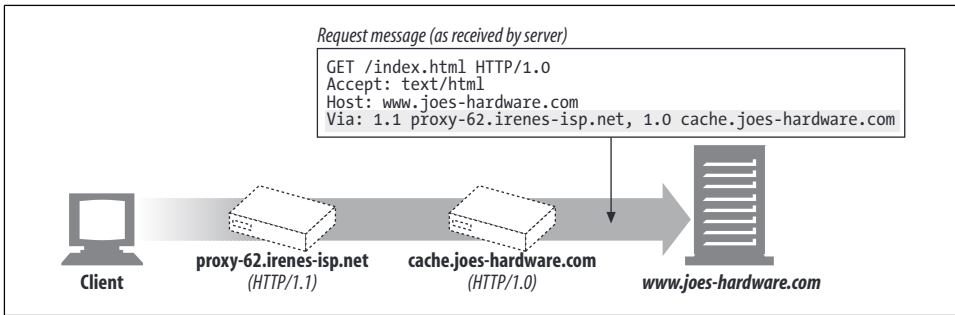 Request message (as received by server)
GET /index.html HTTP/1.0
Accept: text/html
Host: www.joes-hardware.com
Via: 1.1 proxy-62.irenes-isp.net, 1.0 cache.joes-hardware.com
Client
proxy-62.irenes-isp.net
(HTTP/1.1)
cache.joes-hardware.com
(HTTP/1.0)
www.joes-hardware.com